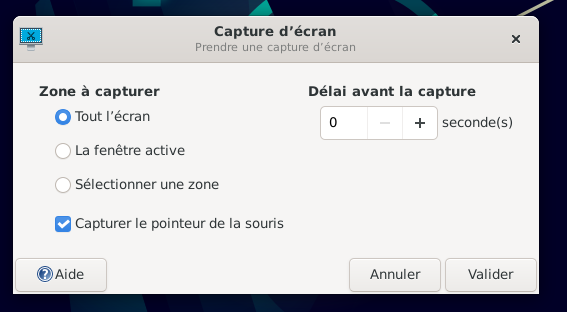 Capture d’écran
Prendre une capture d’écran
Zone à capturer
Tout l’écran
La fenêtre active
Sélectionner une zone
Capturer le pointeur de la souris
Délai avant la capture
0 − + seconde(s)
Aide
Annuler
Valider